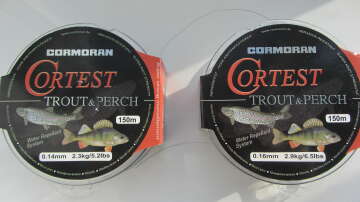 CORMORAN
CORTEST
TROUT & PERCH
150m
Water Repellent
System
0.14mm 2.3kg/5.2lbs
CORMORAN
CORTEST
TROUT & PERCH
150m
Water Repellent
System
0.16mm 2.9kg/6.5lbs